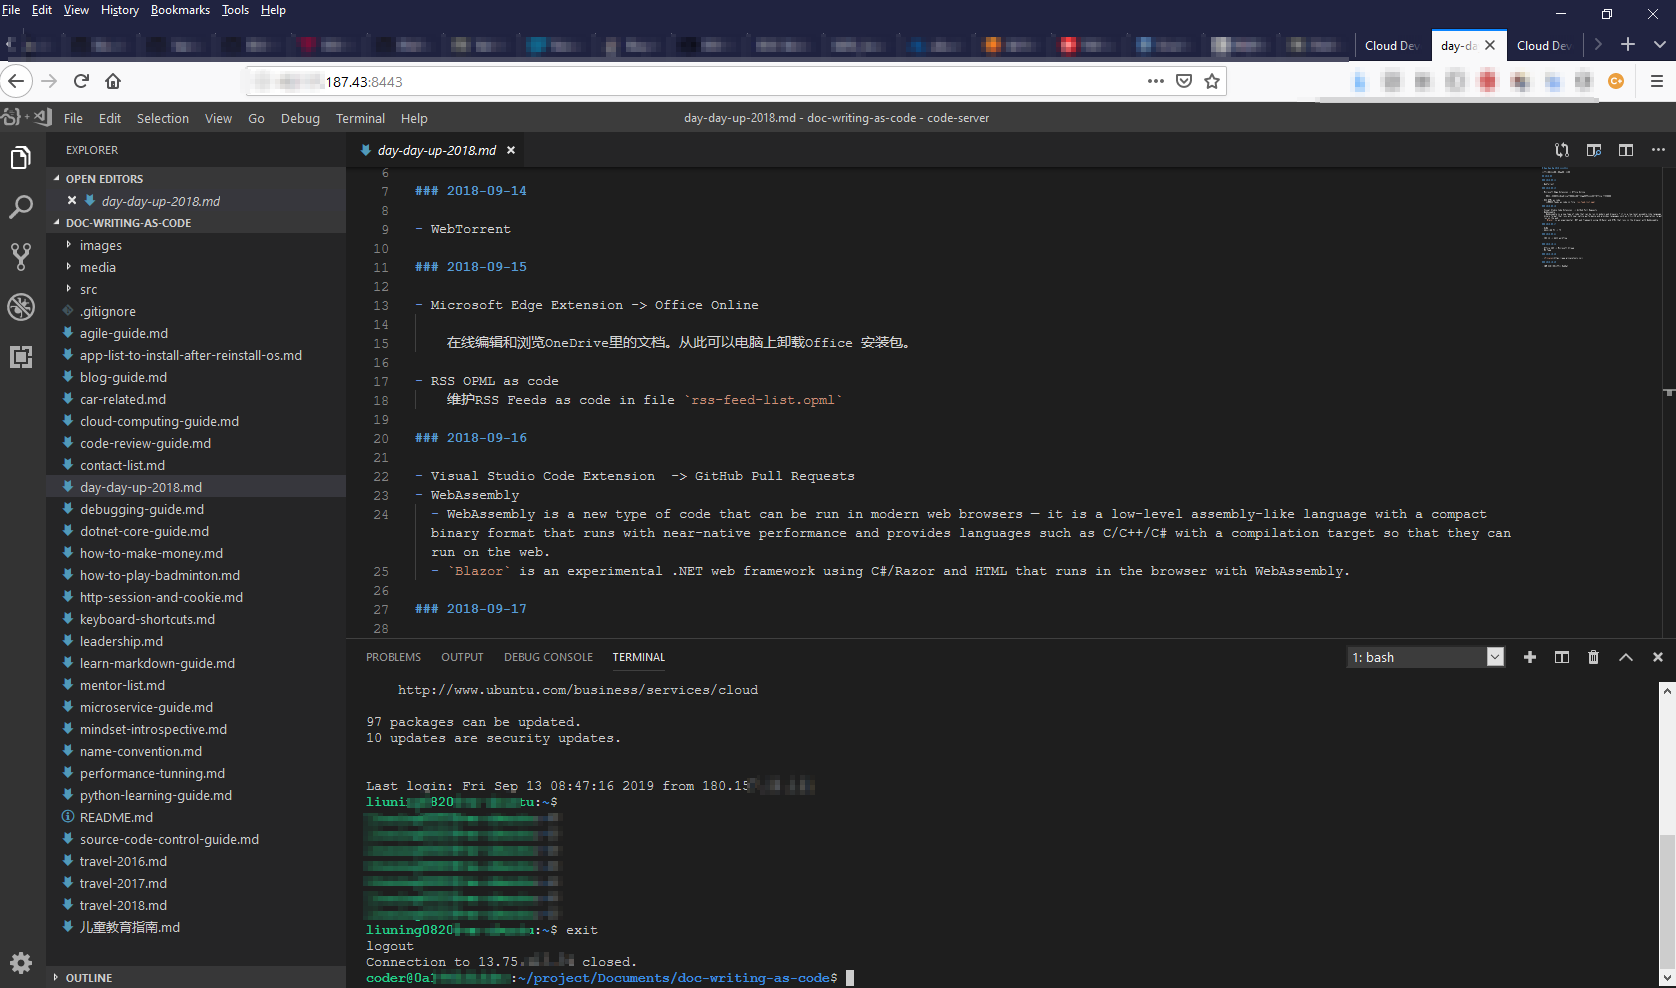 File Edit View History Bookmarks Tools Help
Cloud Dev
day-da
Cloud Dev
187.43:8443
File Edit Selection View Go Debug Terminal Help
day-day-up-2018.md - doc-writing-as-code - code-server
EXPLORER
OPEN EDITORS
day-day-up-2018.md
DOC-WRITING-AS-CODE
images
media
src
.gitignore
agile-guide.md
app-list-to-install-after-reinstall-os.md
blog-guide.md
car-related.md
cloud-computing-guide.md
code-review-guide.md
contact-list.md
day-day-up-2018.md
debugging-guide.md
dotnet-core-guide.md
how-to-make-money.md
how-to-play-badminton.md
http-session-and-cookie.md
keyboard-shortcuts.md
leadership.md
learn-markdown-guide.md
mentor-list.md
microservice-guide.md
mindset-introspective.md
name-convention.md
performance-tunning.md
python-learning-guide.md
README.md
source-code-control-guide.md
travel-2016.md
travel-2017.md
travel-2018.md
儿童教育指南.md
OUTLINE
day-day-up-2018.md
6
7 ### 2018-09-14
8
9 - WebTorrent
10
11 ### 2018-09-15
12
13 - Microsoft Edge Extension -> Office Online
14
15 在线编辑和浏览OneDrive里的文档。从此可以电脑上卸载Office 安装包。
16
17 - RSS OPML as code
18 维护RSS Feeds as code in file `rss-feed-list.opml`
19
20 ### 2018-09-16
21
22 - Visual Studio Code Extension  -> GitHub Pull Requests
23 - WebAssembly
24 - WebAssembly is a new type of code that can be run in modern web browsers — it is a low-level assembly-like language with a compact
binary format that runs with near-native performance and provides languages such as C/C++/C# with a compilation target so that they can
run on the web.
25 - `Blazor` is an experimental .NET web framework using C#/Razor and HTML that runs in the browser with WebAssembly.
26
27 ### 2018-09-17
28
PROBLEMS OUTPUT DEBUG CONSOLE TERMINAL
1: bash
http://www.ubuntu.com/business/services/cloud
97 packages can be updated.
10 updates are security updates.
Last login: Fri Sep 13 08:47:16 2019 from 180.15
liuning0820 tu:~$
liuning0820 :~$ exit
logout
Connection to 13.75. closed.
coder@0a :~/project/Documents/doc-writing-as-code$